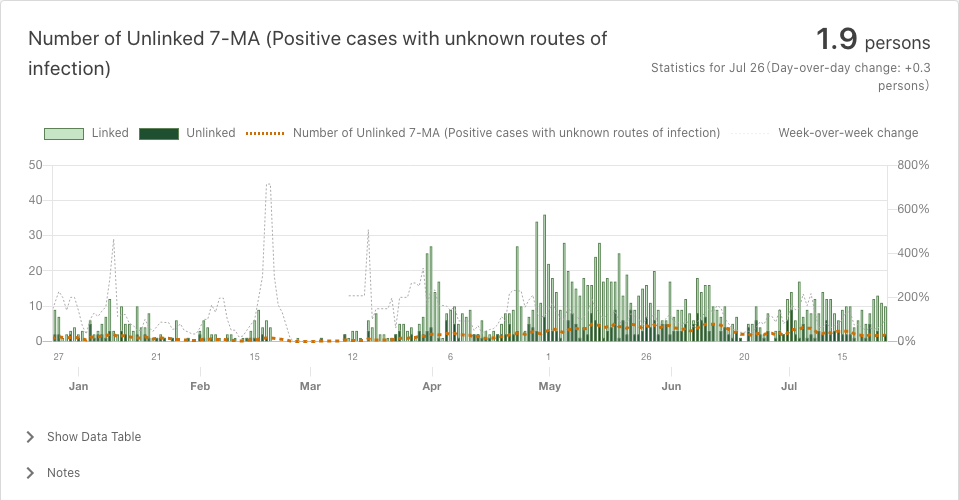 Number of Unlinked 7-MA (Positive cases with unknown routes of
infection)
1.9 persons
Statistics for Jul 26(Day-over-day change: +0.3
persons)
Linked Unlinked Number of Unlinked 7-MA (Positive cases with unknown routes of infection) Week-over-week change
50 800%
40 600%
30 400%
20
10 200%
0 0%
27 21 15 12 6 1 26 20 15
Jan Feb Mar Apr May Jun Jul
Show Data Table
Notes